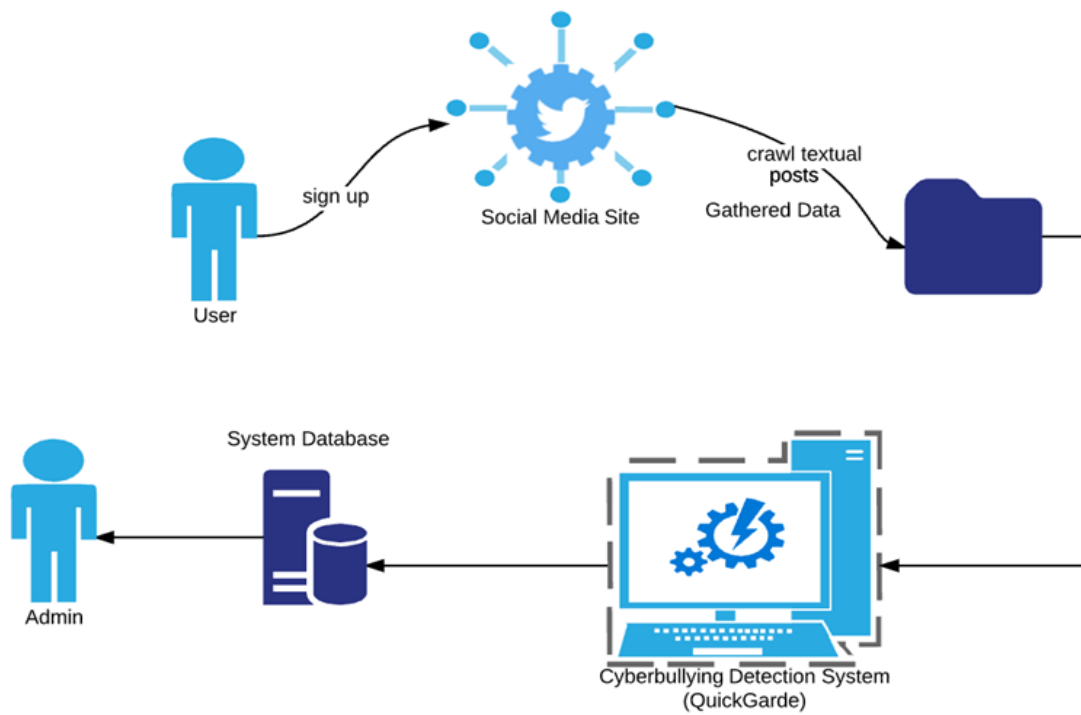 sign up
Social Media Site
crawl textual
posts
Gathered Data
User
System Database
Admin
Cyberbullying Detection System
(QuickGarde)